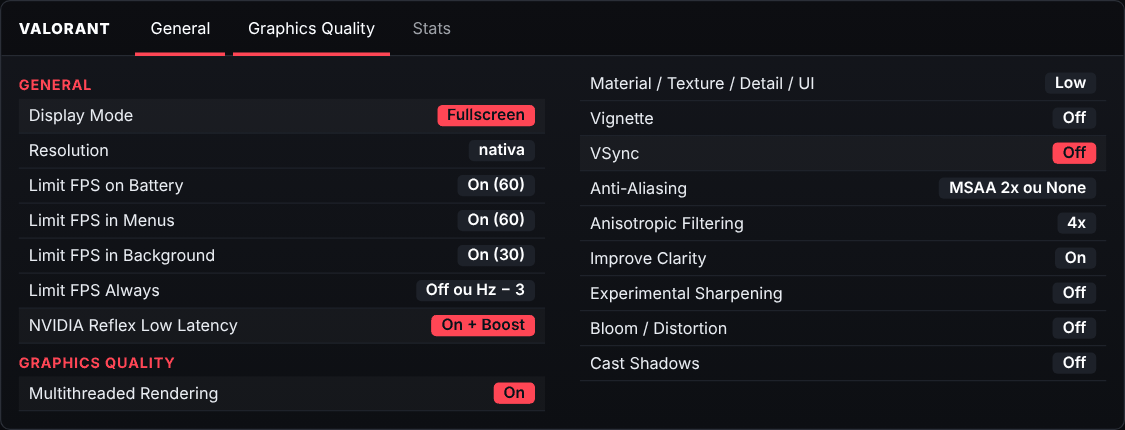 VALORANT General Graphics Quality Stats
GENERAL
Display Mode Fullscreen
Resolution nativa
Limit FPS on Battery On (60)
Limit FPS in Menus On (60)
Limit FPS in Background On (30)
Limit FPS Always Off ou Hz − 3
NVIDIA Reflex Low Latency On + Boost
GRAPHICS QUALITY
Multithreaded Rendering On
Material / Texture / Detail / UI Low
Vignette Off
VSync Off
Anti-Aliasing MSAA 2x ou None
Anisotropic Filtering 4x
Improve Clarity On
Experimental Sharpening Off
Bloom / Distortion Off
Cast Shadows Off